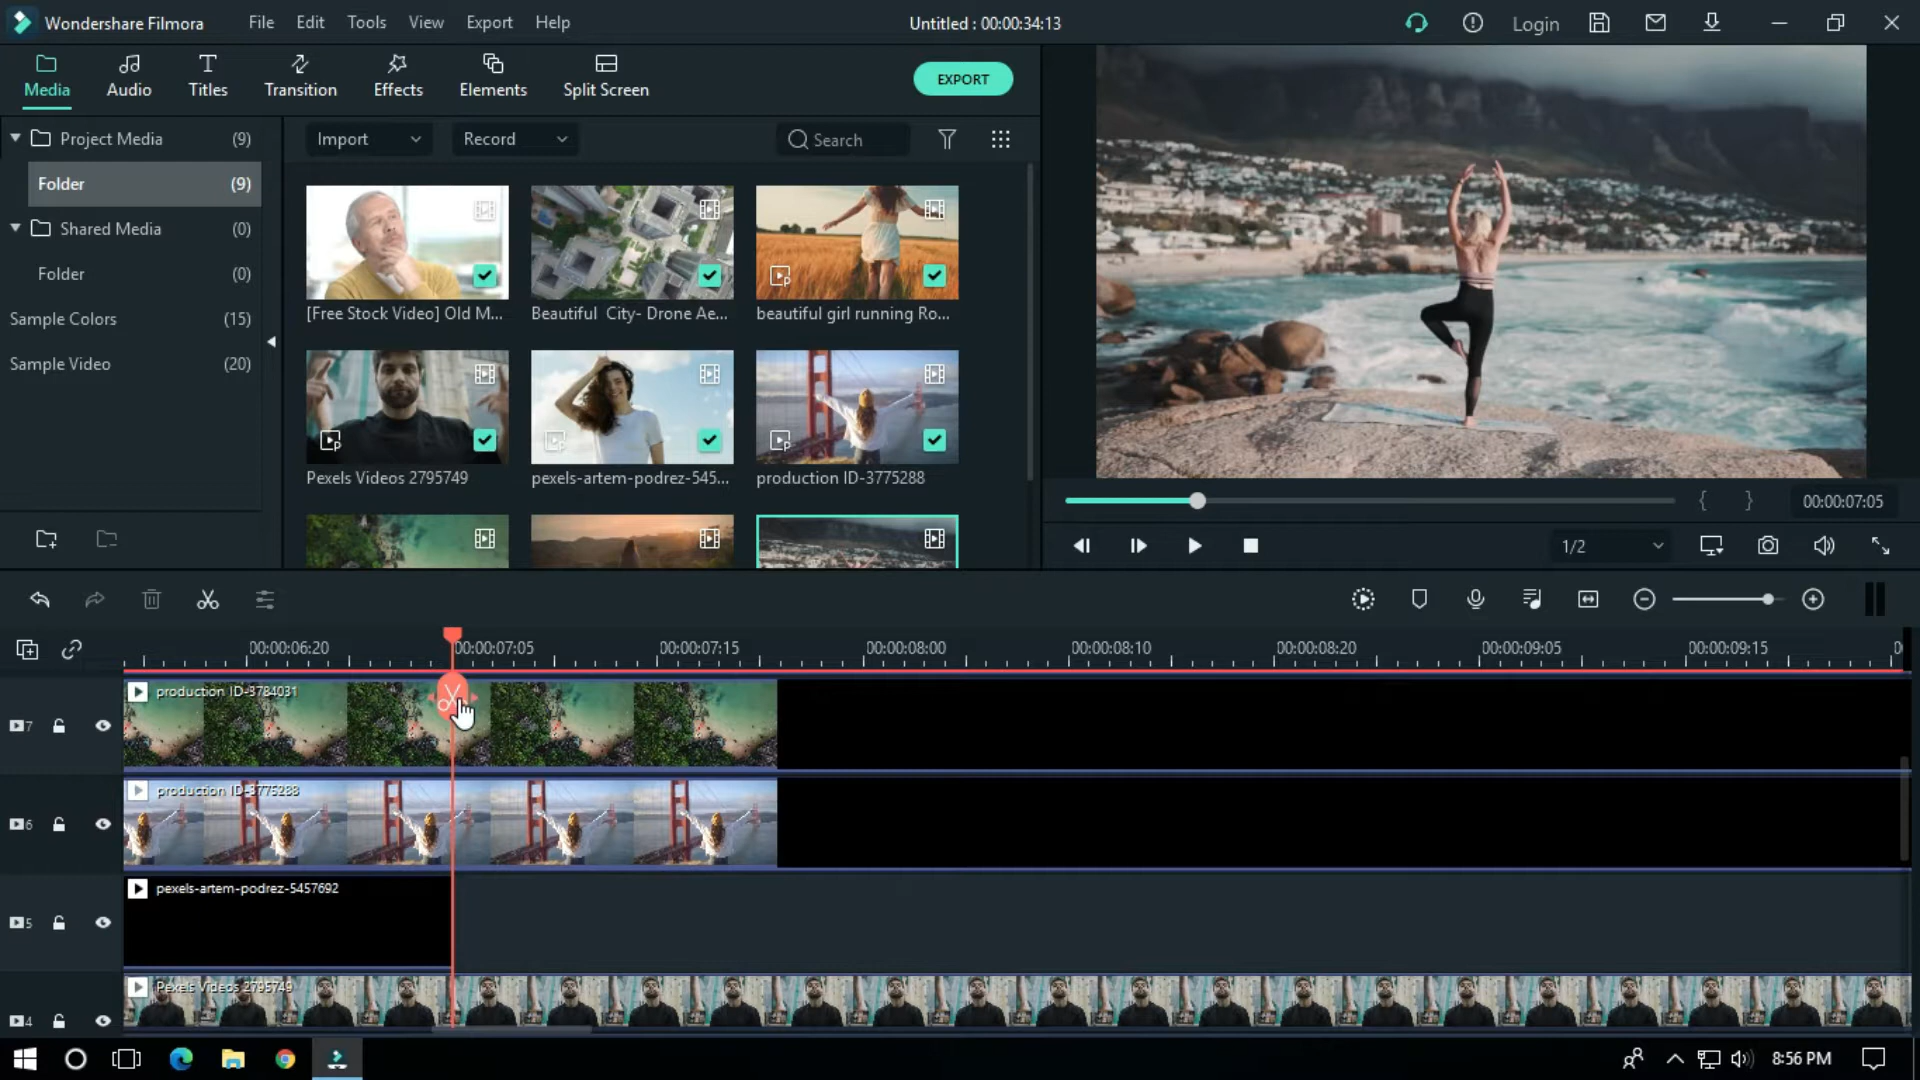 Wondershare Filmora
File Edit Tools View Export Help
Untitled : 00:00:34:13
Login
Media Audio Titles Transition Effects Elements Split Screen
EXPORT
Project Media (9)
Folder (9)
Shared Media (0)
Folder (0)
Sample Colors (15)
Sample Video (20)
Import Record Search
[Free Stock Video] Old M... Beautiful City- Drone Ae... beautiful girl running Ro...
Pexels Videos 2795749 pexels-artem-podrez-545... production ID-3775288
00:00:07:05
1/2
00:00:06:20 00:00:07:05 00:00:07:15 00:00:08:00 00:00:08:10 00:00:08:20 00:00:09:05 00:00:09:15
7 production ID-3784031
6 production ID-3775288
5 pexels-artem-podrez-5457692
4 Pexels Videos 2795749
8:56 PM